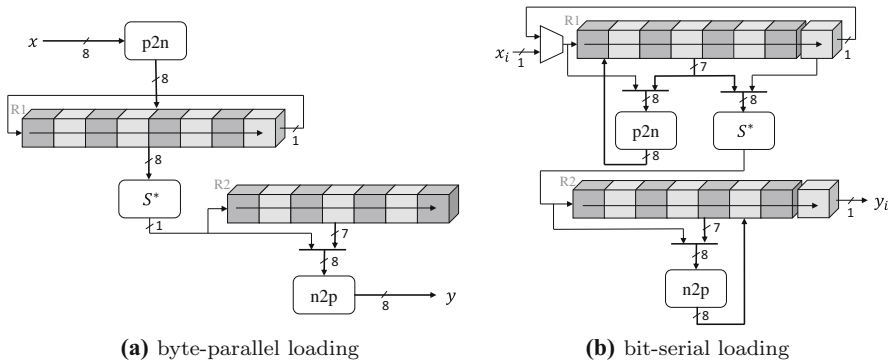 x
8
p2n
8
R1
1
8
S*
1
R2
7
8
n2p
8
y
(a) byte-parallel loading
R1
x_i
1
1
7
8
8
p2n
S*
8
R2
y_i
1
7
8
n2p
8
(b) bit-serial loading